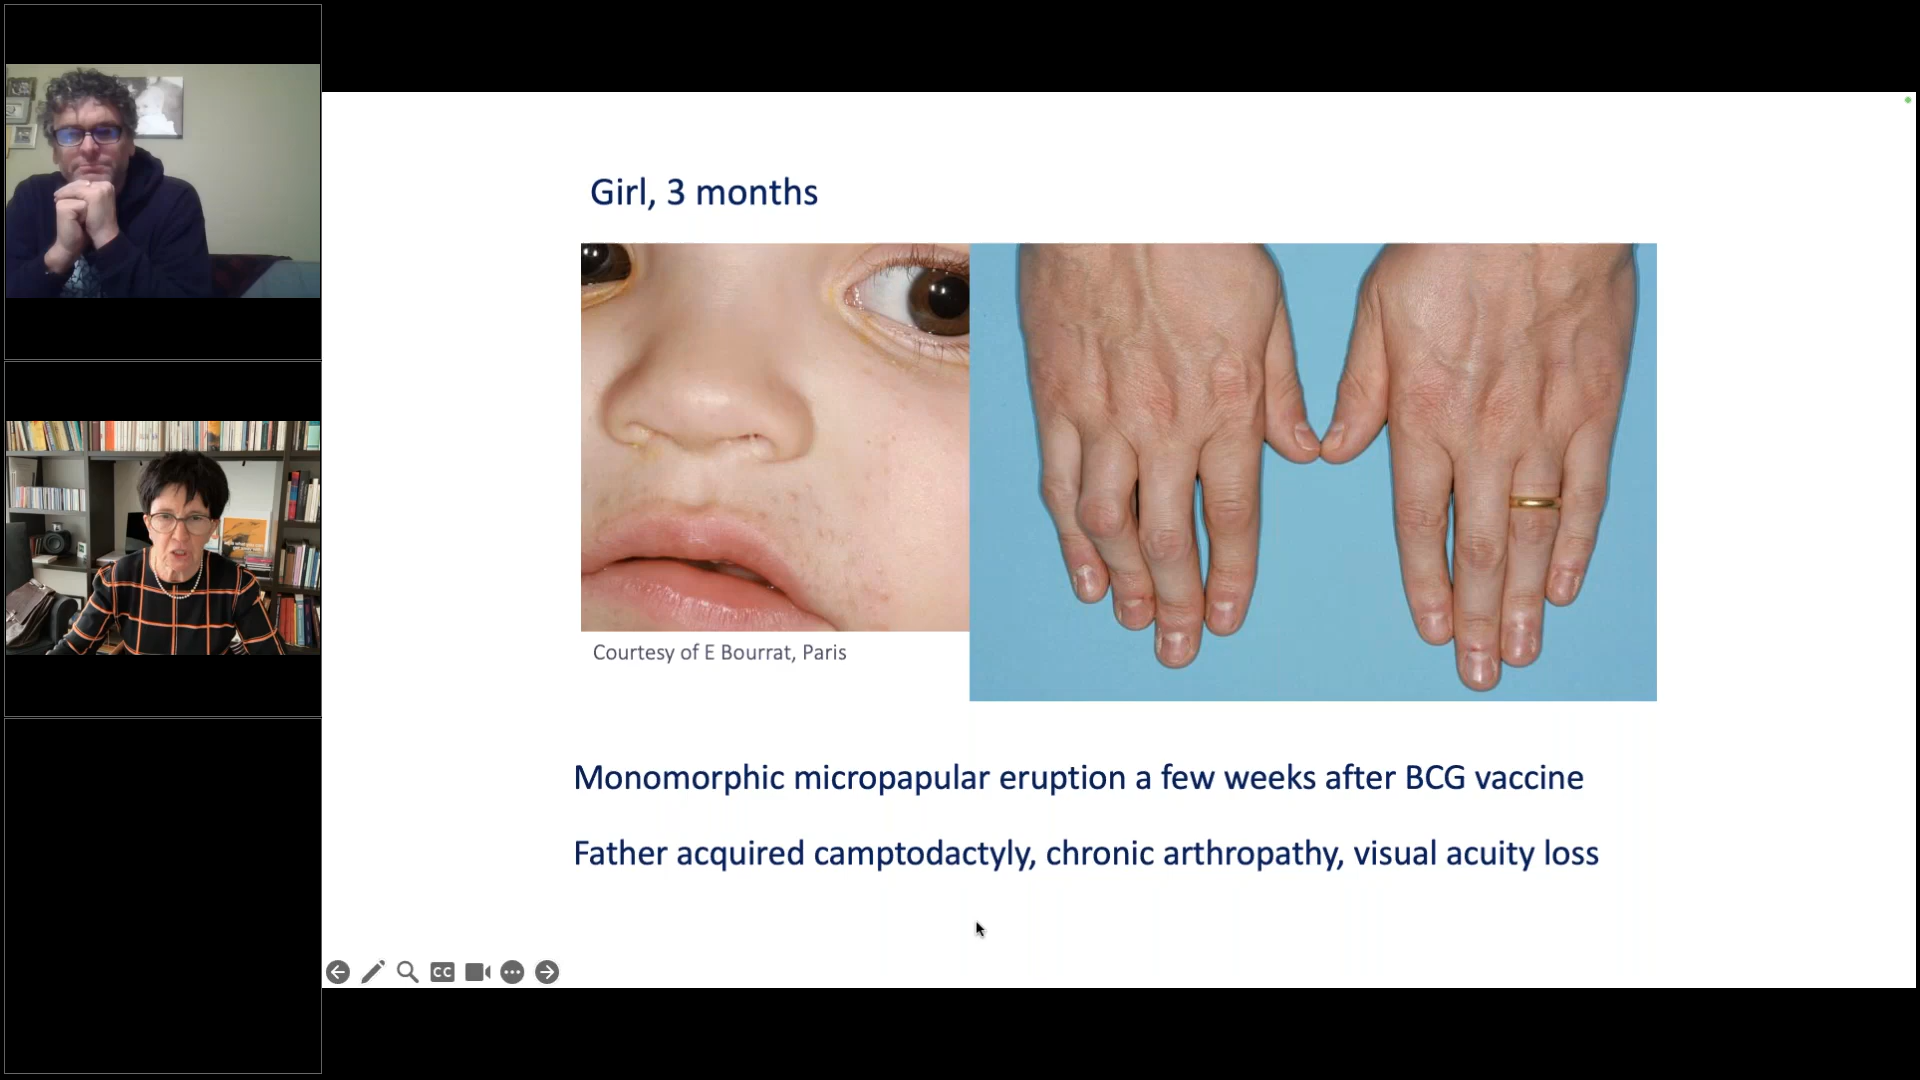 Girl, 3 months
Courtesy of E Bourrat, Paris
Monomorphic micropapular eruption a few weeks after BCG vaccine
Father acquired camptodactyly, chronic arthropathy, visual acuity loss
CC